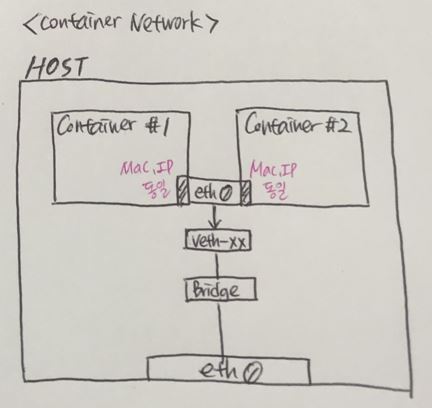 <Container Network>
HOST
Container #1
Container #2
Mac,IP
동일
Mac,IP
동일
eth0
Veth-xx
Bridge
eth0